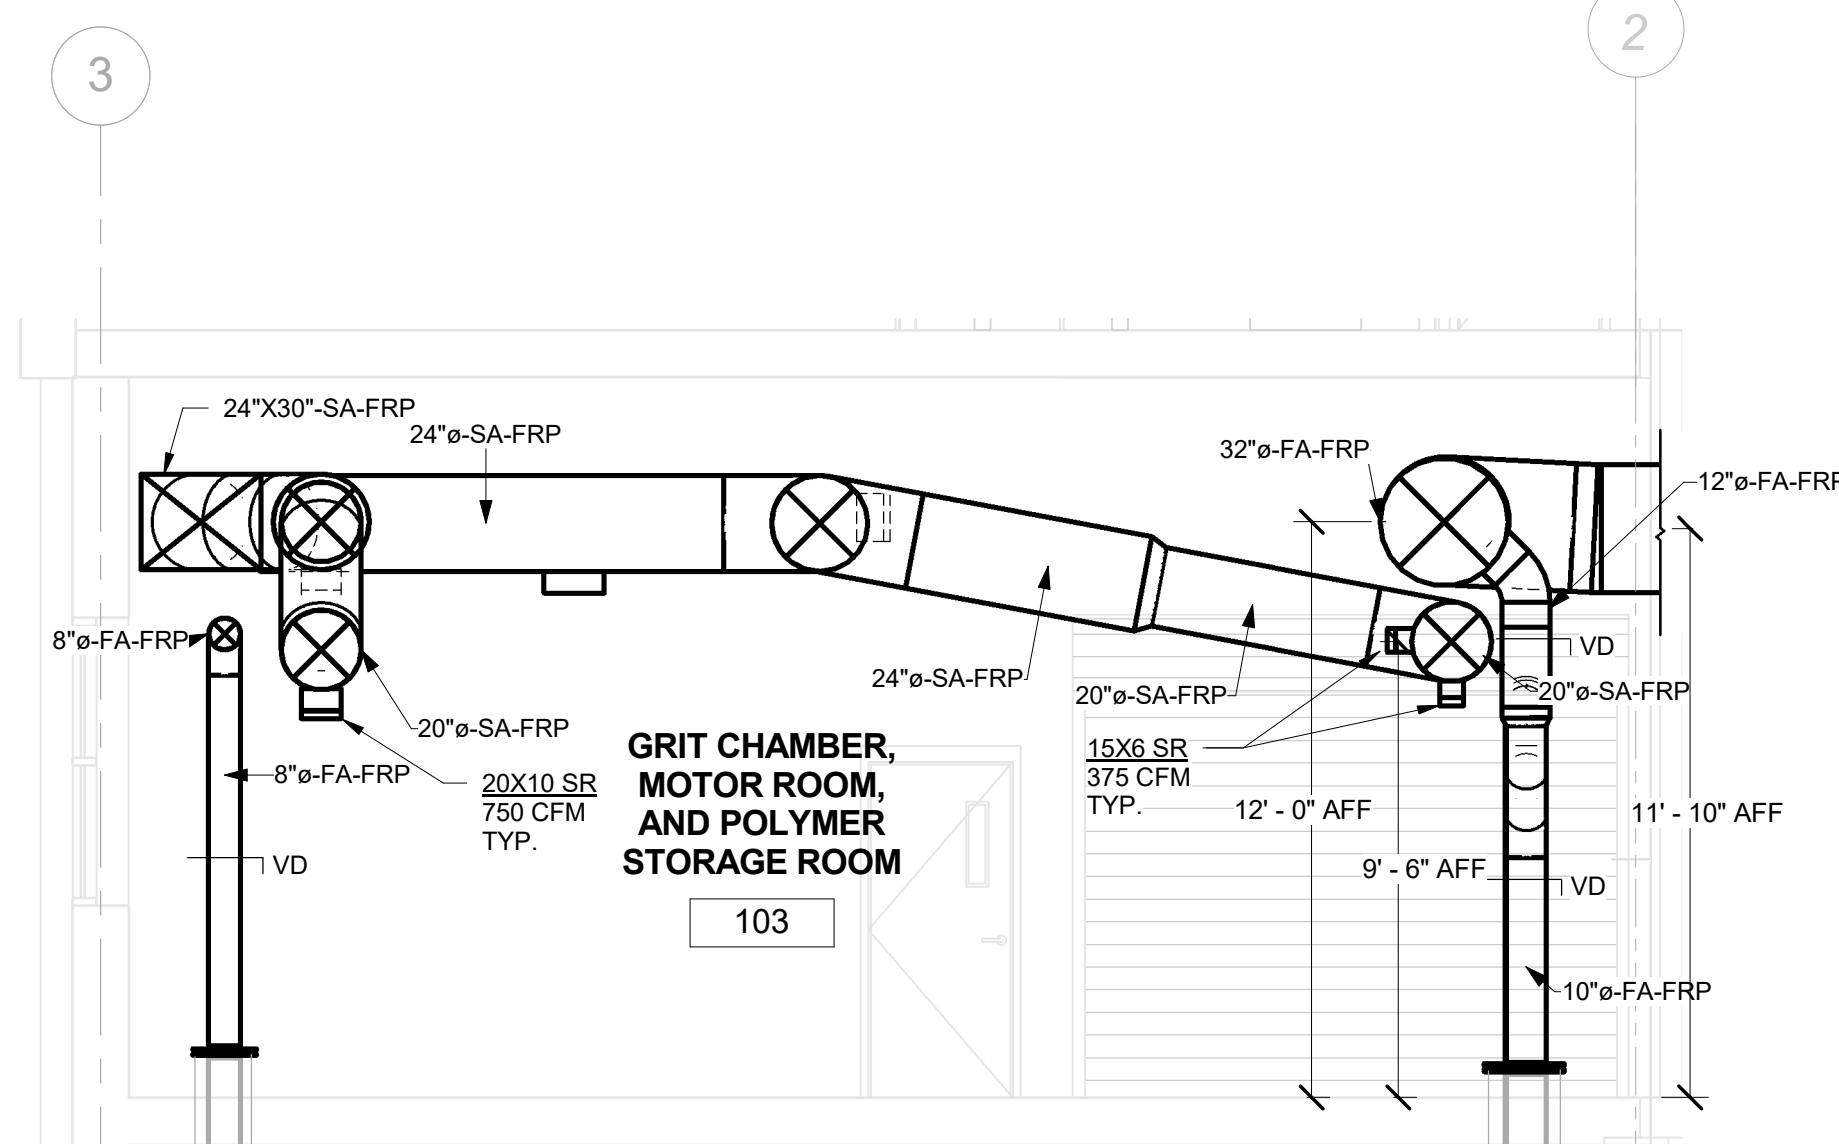 3
2
24"X30"-SA-FRP
24"ø-SA-FRP
32"ø-FA-FRP
12"ø-FA-FRP
8"ø-FA-FRP
VD
24"ø-SA-FRP
20"ø-SA-FRP
20"ø-SA-FRP
20"ø-SA-FRP
8"ø-FA-FRP
20X10 SR
750 CFM
TYP.
GRIT CHAMBER,
MOTOR ROOM,
AND POLYMER
STORAGE ROOM
103
15X6 SR
375 CFM
TYP.
12' - 0" AFF
11' - 10" AFF
VD
9' - 6" AFF
VD
10"ø-FA-FRP